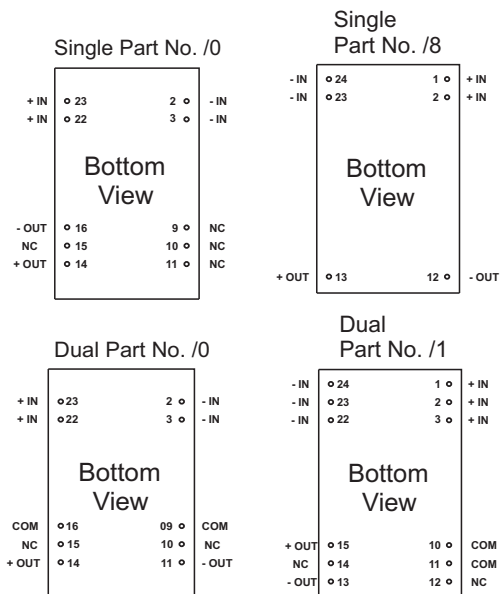 Single Part No. /0
+ IN 23 2 - IN
+ IN 22 3 - IN
Bottom
View
- OUT 16 9 NC
NC 15 10 NC
+ OUT 14 11 NC
Single
Part No. /8
- IN 24 1 + IN
- IN 23 2 + IN
Bottom
View
+ OUT 13 12 - OUT
Dual Part No. /0
+ IN 23 2 - IN
+ IN 22 3 - IN
Bottom
View
COM 16 09 COM
NC 15 10 NC
+ OUT 14 11 - OUT
Dual
Part No. /1
- IN 24 1 + IN
- IN 23 2 + IN
- IN 22 3 + IN
Bottom
View
+ OUT 15 10 COM
NC 14 11 COM
- OUT 13 12 NC